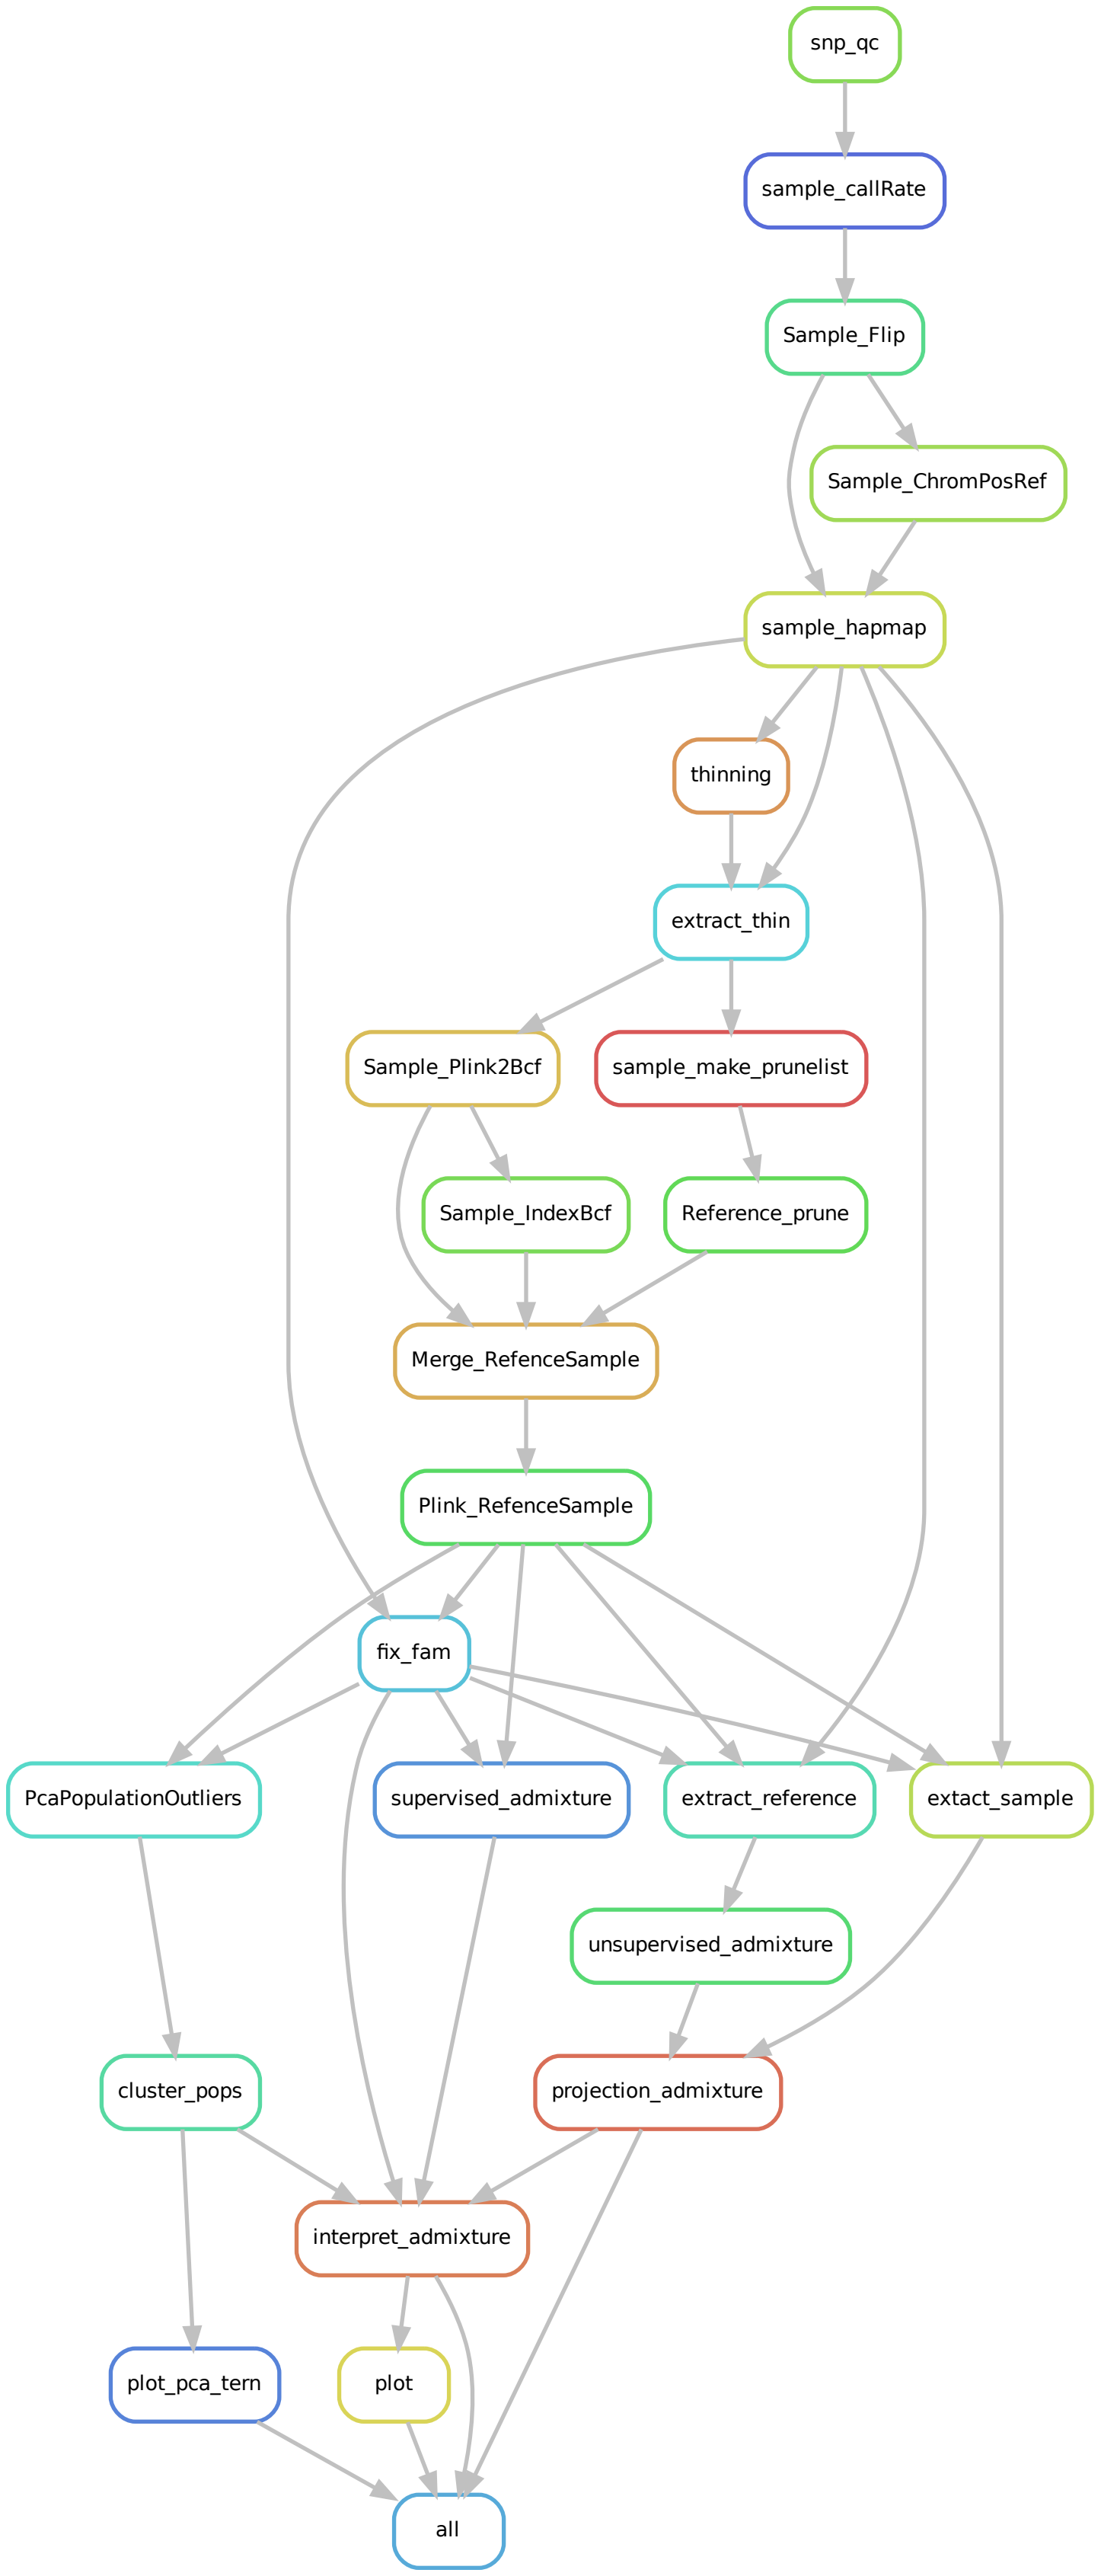 snp_qc
sample_callRate
Sample_Flip
Sample_ChromPosRef
sample_hapmap
thinning
extract_thin
Sample_Plink2Bcf
sample_make_prunelist
Sample_IndexBcf
Reference_prune
Merge_RefenceSample
Plink_RefenceSample
fix_fam
PcaPopulationOutliers
supervised_admixture
extract_reference
extact_sample
unsupervised_admixture
cluster_pops
projection_admixture
interpret_admixture
plot_pca_tern
plot
all